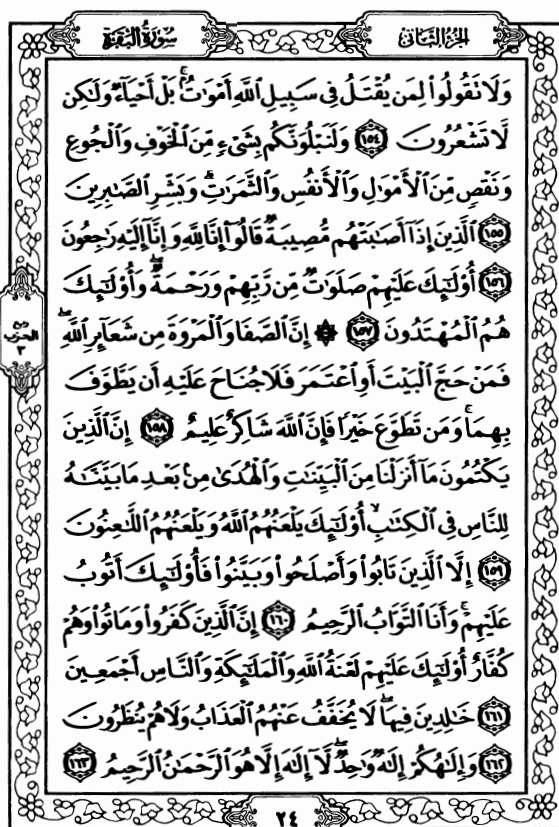 الجزء الثاني
سورة البقرة
وَلَا نَقُولُوا۟ لِمَن يُقْتَلُ فِى سَبِيلِ ٱللَّهِ أَمْوَٰتٌۢ ۚ بَلْ أَحْيَآءٌ وَلَـٰكِن
لَّا تَشْعُرُونَ ١٥٤ وَلَنَبْلُوَنَّكُم بِشَىْءٍ مِّنَ ٱلْخَوْفِ وَٱلْجُوعِ
وَنَقْصٍ مِّنَ ٱلْأَمْوَٰلِ وَٱلْأَنفُسِ وَٱلثَّمَرَٰتِ ۗ وَبَشِّرِ ٱلصَّـٰبِرِينَ
١٥٥ ٱلَّذِينَ إِذَآ أَصَـٰبَتْهُم مُّصِيبَةٌ قَالُوٓا۟ إِنَّا لِلَّهِ وَإِنَّآ إِلَيْهِ رَٰجِعُونَ
١٥٦ أُو۟لَـٰٓئِكَ عَلَيْهِمْ صَلَوَٰتٌ مِّن رَّبِّهِمْ وَرَحْمَةٌ ۖ وَأُو۟لَـٰٓئِكَ
هُمُ ٱلْمُهْتَدُونَ ١٥٧ ۞ إِنَّ ٱلصَّفَا وَٱلْمَرْوَةَ مِن شَعَآئِرِ ٱللَّهِ ۖ
فَمَنْ حَجَّ ٱلْبَيْتَ أَوِ ٱعْتَمَرَ فَلَا جُنَاحَ عَلَيْهِ أَن يَطَّوَّفَ
بِهِمَا ۚ وَمَن تَطَوَّعَ خَيْرًا فَإِنَّ ٱللَّهَ شَاكِرٌ عَلِيمٌ ١٥٨ إِنَّ ٱلَّذِينَ
يَكْتُمُونَ مَآ أَنزَلْنَا مِنَ ٱلْبَيِّنَـٰتِ وَٱلْهُدَىٰ مِنۢ بَعْدِ مَا بَيَّنَّـٰهُ
لِلنَّاسِ فِى ٱلْكِتَـٰبِ ۙ أُو۟لَـٰٓئِكَ يَلْعَنُهُمُ ٱللَّهُ وَيَلْعَنُهُمُ ٱللَّـٰعِنُونَ
١٥٩ إِلَّا ٱلَّذِينَ تَابُوا۟ وَأَصْلَحُوا۟ وَبَيَّنُوا۟ فَأُو۟لَـٰٓئِكَ أَتُوبُ
عَلَيْهِمْ ۚ وَأَنَا ٱلتَّوَّابُ ٱلرَّحِيمُ ١٦٠ إِنَّ ٱلَّذِينَ كَفَرُوا۟ وَمَاتُوا۟ وَهُمْ
كُفَّارٌ أُو۟لَـٰٓئِكَ عَلَيْهِمْ لَعْنَةُ ٱللَّهِ وَٱلْمَلَـٰٓئِكَةِ وَٱلنَّاسِ أَجْمَعِينَ
١٦١ خَـٰلِدِينَ فِيهَا ۖ لَا يُخَفَّفُ عَنْهُمُ ٱلْعَذَابُ وَلَا هُمْ يُنظَرُونَ
١٦٢ وَإِلَـٰهُكُمْ إِلَـٰهٌ وَٰحِدٌ ۖ لَّآ إِلَـٰهَ إِلَّا هُوَ ٱلرَّحْمَـٰنُ ٱلرَّحِيمُ ١٦٣
ربع
الحزب
٣
٢٤